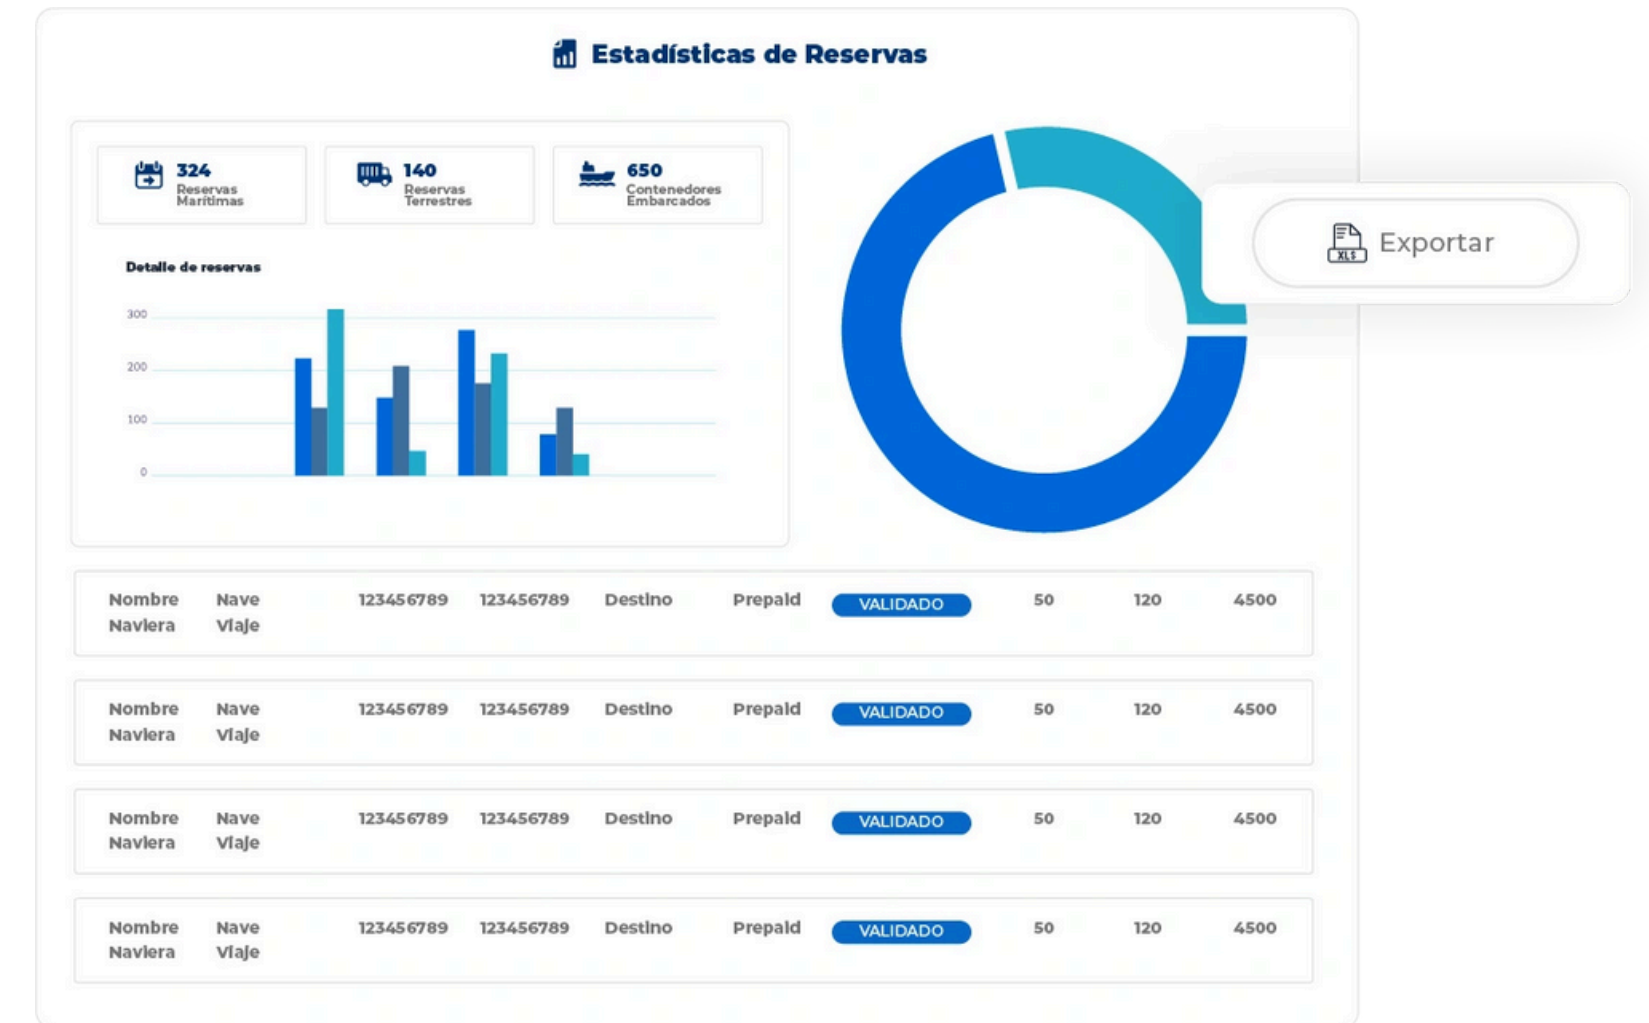 Estadísticas de Reservas
324
Reservas
Marítimas
140
Reservas
Terrestres
650
Contenedores
Embarcados
XLS Exportar
Detalle de reservas
300
200
100
0
Nombre Nave 123456789 123456789 Destino Prepaid VALIDADO 50 120 4500
Naviera Viaje
Nombre Nave 123456789 123456789 Destino Prepaid VALIDADO 50 120 4500
Naviera Viaje
Nombre Nave 123456789 123456789 Destino Prepaid VALIDADO 50 120 4500
Naviera Viaje
Nombre Nave 123456789 123456789 Destino Prepaid VALIDADO 50 120 4500
Naviera Viaje